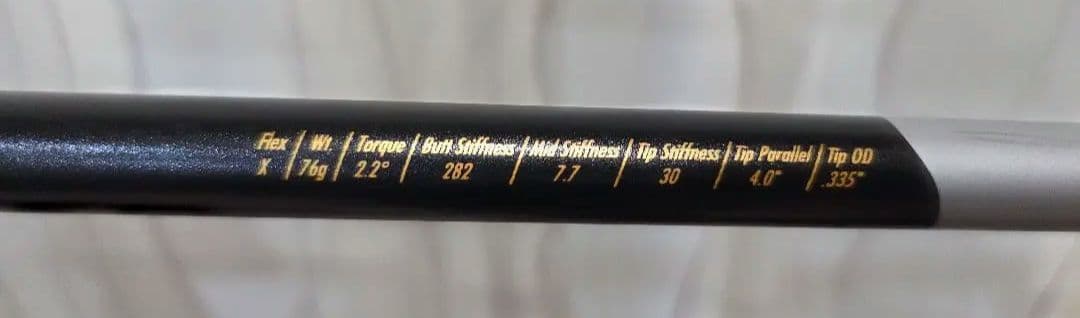 Flex / Wt. / Torque / Butt Stiffness / Mid Stiffness / Tip Stiffness / Tip Parallel / Tip OD
X / 76g / 2.2° / 282 / 7.7 / 30 / 4.0" / .335"